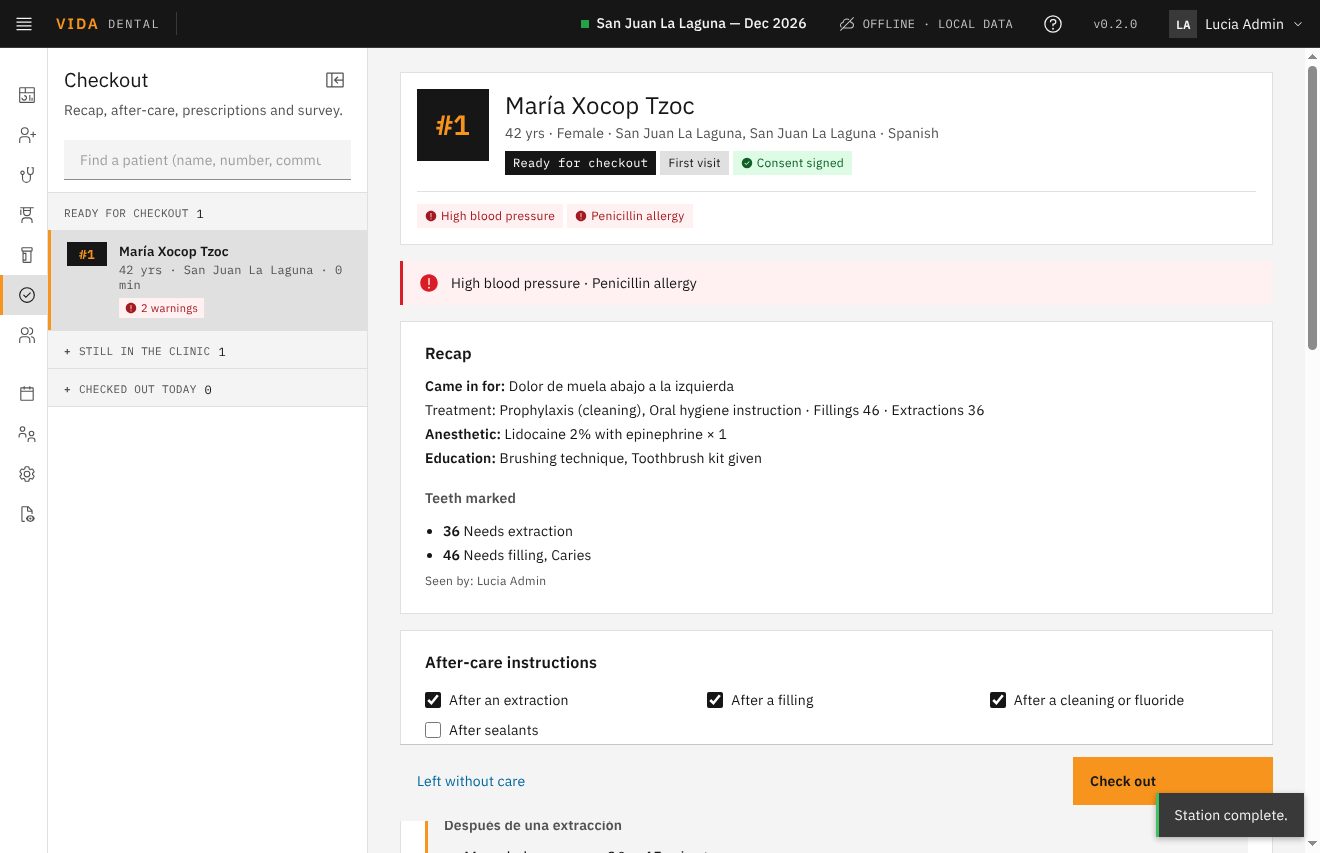 VIDA DENTAL
San Juan La Laguna — Dec 2026
OFFLINE · LOCAL DATA
v0.2.0
LA
Lucia Admin
Checkout
Recap, after-care, prescriptions and survey.
Find a patient (name, number, commu
READY FOR CHECKOUT 1
#1
María Xocop Tzoc
42 yrs · San Juan La Laguna · 0
min
2 warnings
+ STILL IN THE CLINIC 1
+ CHECKED OUT TODAY 0
#1
María Xocop Tzoc
42 yrs · Female · San Juan La Laguna, San Juan La Laguna · Spanish
Ready for checkout
First visit
Consent signed
High blood pressure
Penicillin allergy
High blood pressure · Penicillin allergy
Recap
Came in for: Dolor de muela abajo a la izquierda
Treatment: Prophylaxis (cleaning), Oral hygiene instruction · Fillings 46 · Extractions 36
Anesthetic: Lidocaine 2% with epinephrine × 1
Education: Brushing technique, Toothbrush kit given
Teeth marked
• 36 Needs extraction
• 46 Needs filling, Caries
Seen by: Lucia Admin
After-care instructions
After an extraction
After a filling
After a cleaning or fluoride
After sealants
Left without care
Check out
Station complete.
Después de una extracción